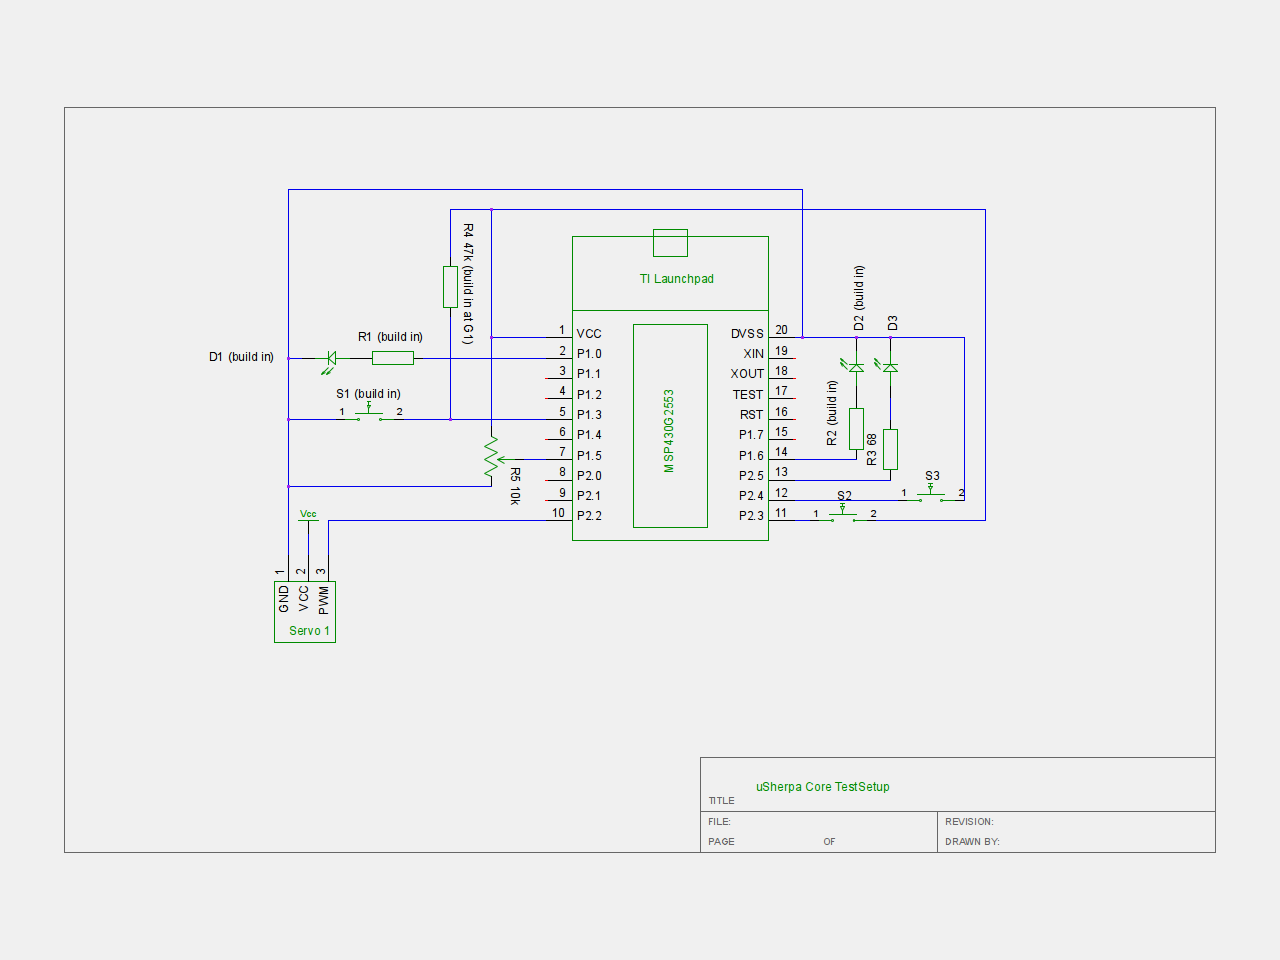 R4 47k (build in at G1)
TI Launchpad
MSP430G2553
1 VCC
2 P1.0
3 P1.1
4 P1.2
5 P1.3
6 P1.4
7 P1.5
8 P2.0
9 P2.1
10 P2.2
DVSS 20
XIN 19
XOUT 18
TEST 17
RST 16
P1.7 15
P1.6 14
P2.5 13
P2.4 12
P2.3 11
R1 (build in)
D1 (build in)
S1 (build in)
1 2
R5 10k
D2 (build in)
D3
R2 (build in)
R3 68
S3
1 2
S2
1 2
Vcc
1 2 3
GND VCC PWM
Servo 1
uSherpa Core TestSetup
TITLE
FILE:
REVISION:
PAGE OF
DRAWN BY: